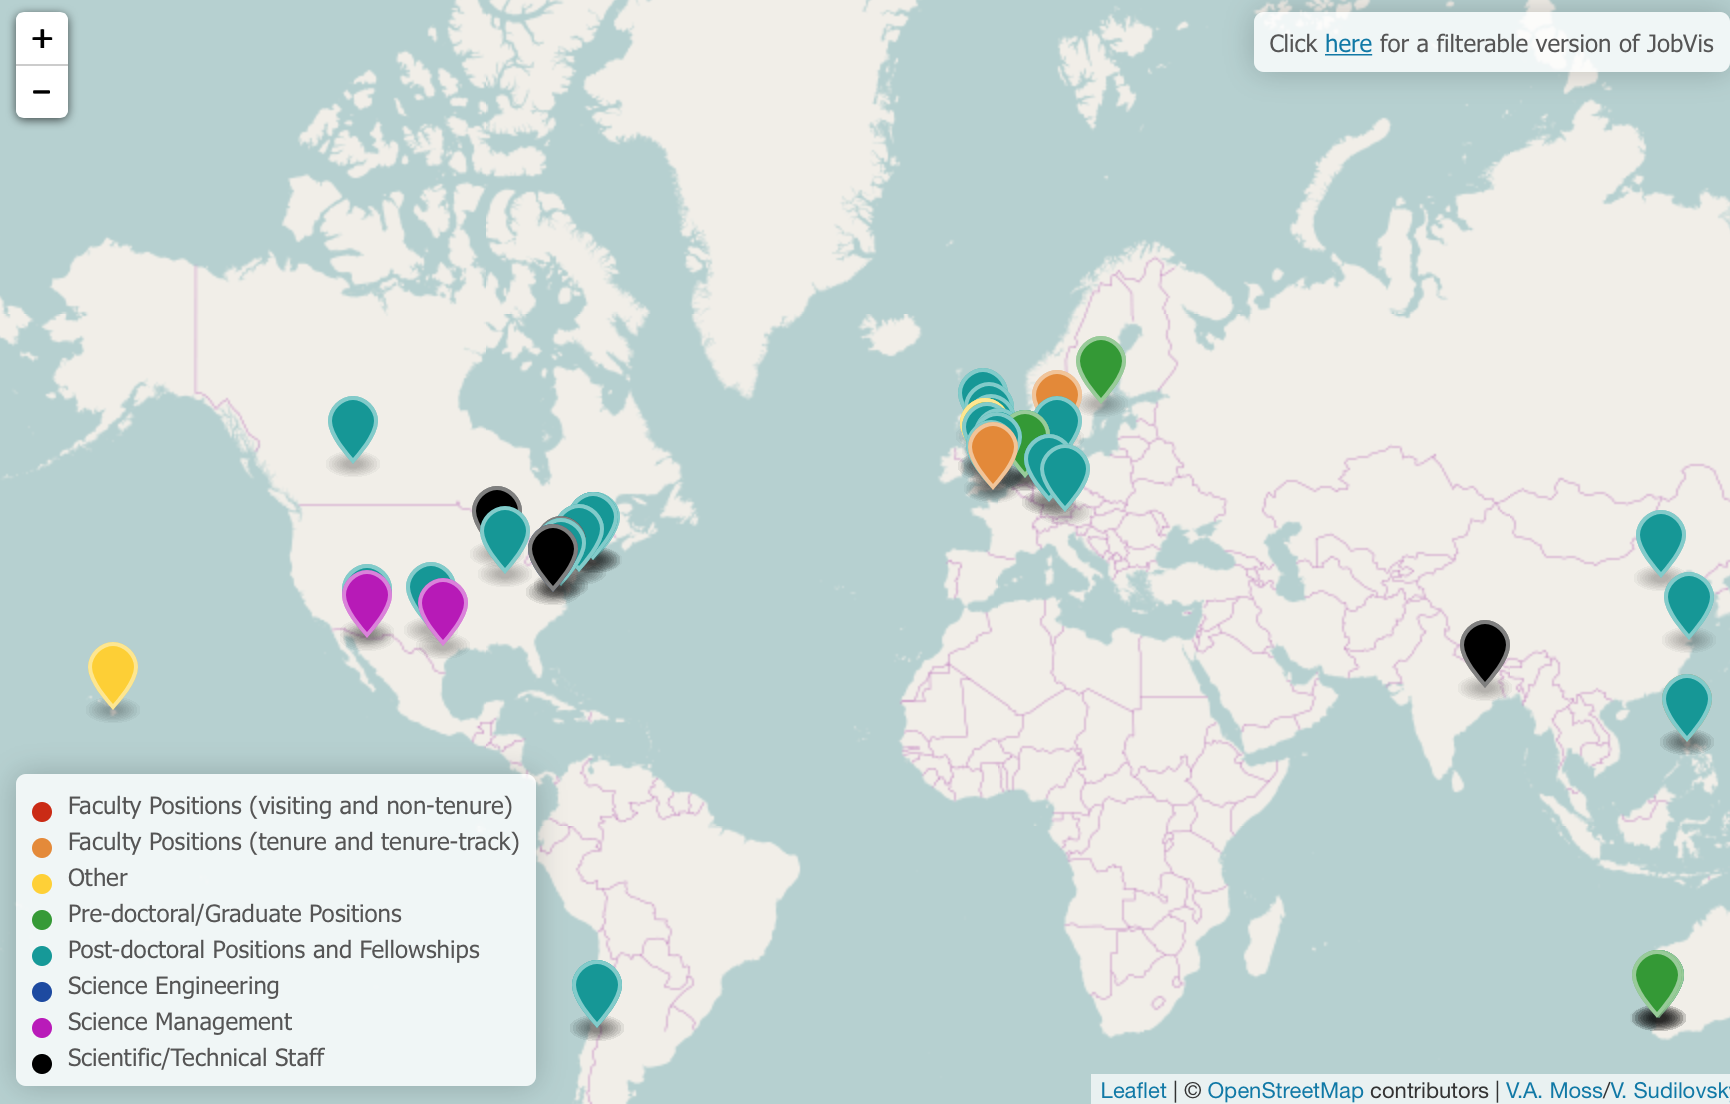 +
Click here for a filterable version of JobVis
−
Faculty Positions (visiting and non-tenure)
Faculty Positions (tenure and tenure-track)
Other
Pre-doctoral/Graduate Positions
Post-doctoral Positions and Fellowships
Science Engineering
Science Management
Scientific/Technical Staff
Leaflet | © OpenStreetMap contributors | V.A. Moss/V. Sudilovsk